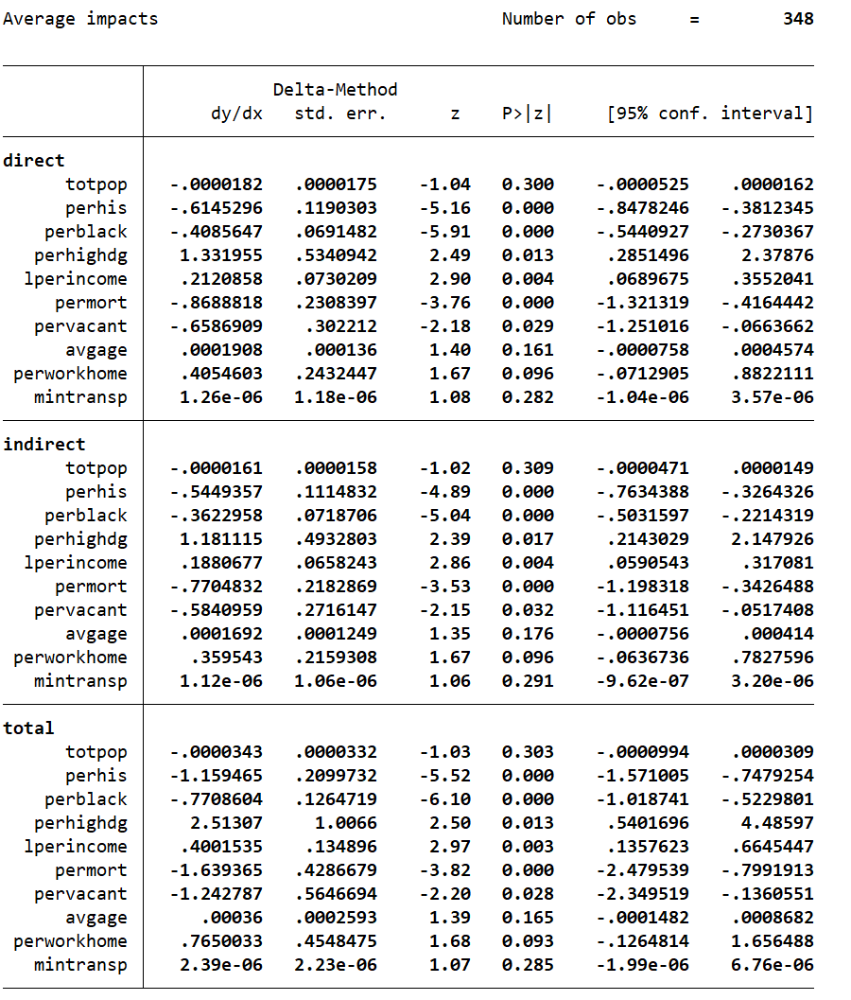 Average impacts Number of obs = 348
Delta-Method
dy/dx std. err. z P>|z| [95% conf. interval]
direct
totpop -.0000182 .0000175 -1.04 0.300 -.0000525 .0000162
perhis -.6145296 .1190303 -5.16 0.000 -.8478246 -.3812345
perblack -.4085647 .0691482 -5.91 0.000 -.5440927 -.2730367
perhighdg 1.331955 .5340942 2.49 0.013 .2851496 2.37876
lperincome .2120858 .0730209 2.90 0.004 .0689675 .3552041
permort -.8688818 .2308397 -3.76 0.000 -1.321319 -.4164442
pervacant -.6586909 .302212 -2.18 0.029 -1.251016 -.0663662
avgage .0001908 .000136 1.40 0.161 -.0000758 .0004574
perworkhome .4054603 .2432447 1.67 0.096 -.0712905 .8822111
mintransp 1.26e-06 1.18e-06 1.08 0.282 -1.04e-06 3.57e-06
indirect
totpop -.0000161 .0000158 -1.02 0.309 -.0000471 .0000149
perhis -.5449357 .1114832 -4.89 0.000 -.7634388 -.3264326
perblack -.3622958 .0718706 -5.04 0.000 -.5031597 -.2214319
perhighdg 1.181115 .4932803 2.39 0.017 .2143029 2.147926
lperincome .1880677 .0658243 2.86 0.004 .0590543 .317081
permort -.7704832 .2182869 -3.53 0.000 -1.198318 -.3426488
pervacant -.5840959 .2716147 -2.15 0.032 -1.116451 -.0517408
avgage .0001692 .0001249 1.35 0.176 -.0000756 .000414
perworkhome .359543 .2159308 1.67 0.096 -.0636736 .7827596
mintransp 1.12e-06 1.06e-06 1.06 0.291 -9.62e-07 3.20e-06
total
totpop -.0000343 .0000332 -1.03 0.303 -.0000994 .0000309
perhis -1.159465 .2099732 -5.52 0.000 -1.571005 -.7479254
perblack -.7708604 .1264719 -6.10 0.000 -1.018741 -.5229801
perhighdg 2.51307 1.0066 2.50 0.013 .5401696 4.48597
lperincome .4001535 .134896 2.97 0.003 .1357623 .6645447
permort -1.639365 .4286679 -3.82 0.000 -2.479539 -.7991913
pervacant -1.242787 .5646694 -2.20 0.028 -2.349519 -.1360551
avgage .00036 .0002593 1.39 0.165 -.0001482 .0008682
perworkhome .7650033 .4548475 1.68 0.093 -.1264814 1.656488
mintransp 2.39e-06 2.23e-06 1.07 0.285 -1.99e-06 6.76e-06